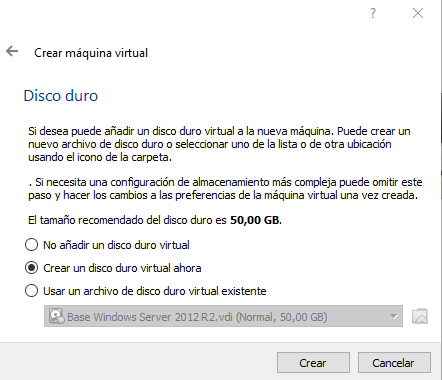 ?
Crear máquina virtual
Disco duro
Si desea puede añadir un disco duro virtual a la nueva máquina. Puede crear un
nuevo archivo de disco duro o seleccionar uno de la lista o de otra ubicación
usando el icono de la carpeta.
. Si necesita una configuración de almacenamiento más compleja puede omitir este
paso y hacer los cambios a las preferencias de la máquina virtual una vez creada.
El tamaño recomendado del disco duro es 50,00 GB.
No añadir un disco duro virtual
Crear un disco duro virtual ahora
Usar un archivo de disco duro virtual existente
Base Windows Server 2012 R2.vdi (Normal, 50,00 GB)
Crear
Cancelar